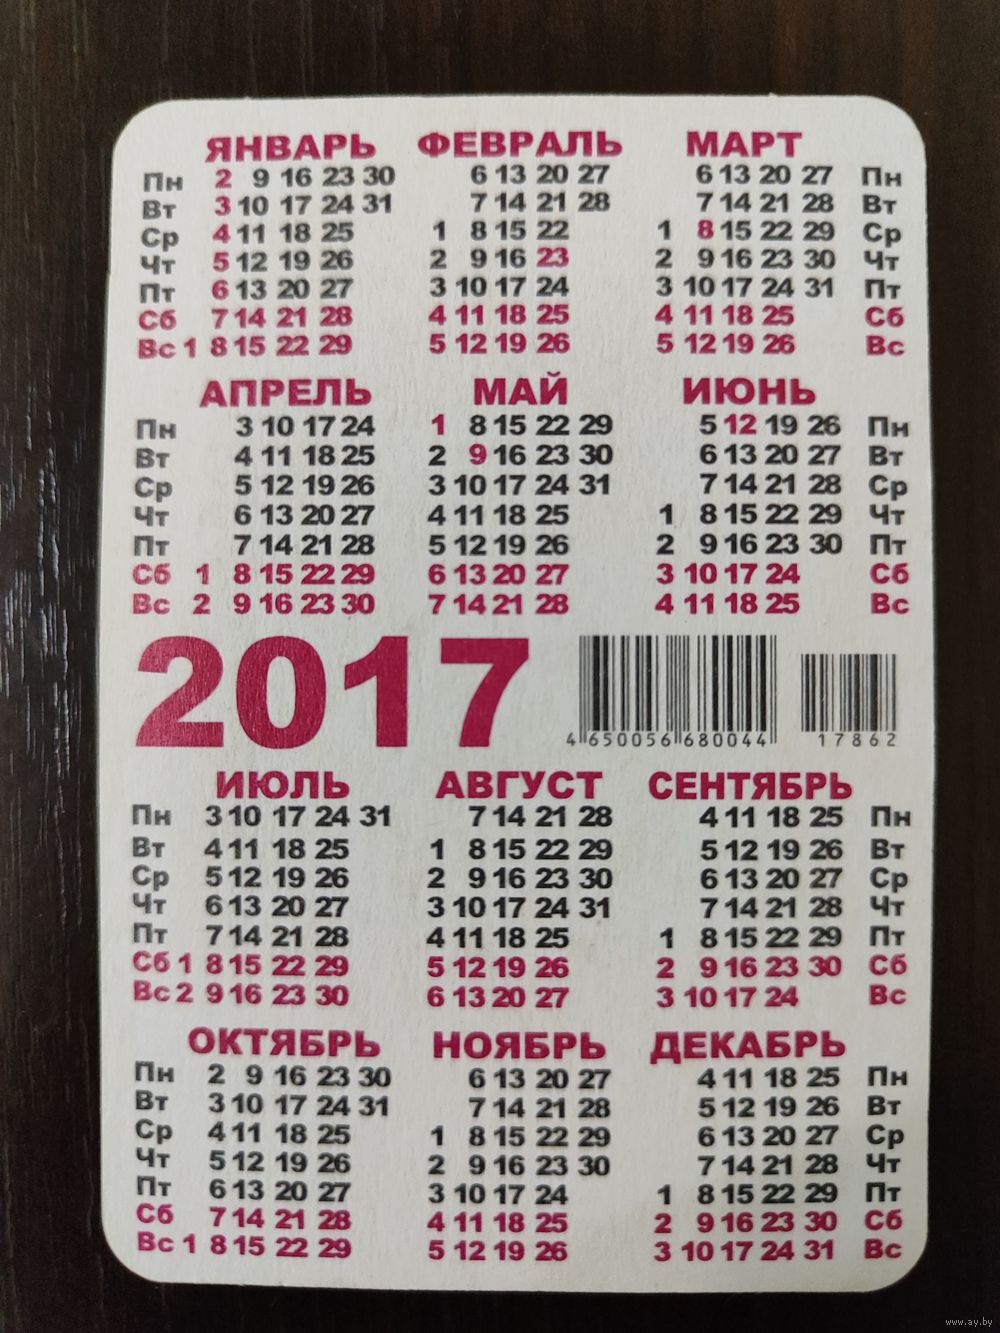 ЯНВАРЬ ФЕВРАЛЬ МАРТ
Пн 2 9 16 23 30 6 13 20 27 6 13 20 27 Пн
Вт 3 10 17 24 31 7 14 21 28 7 14 21 28 Вт
Ср 4 11 18 25 1 8 15 22 1 8 15 22 29 Ср
Чт 5 12 19 26 2 9 16 23 2 9 16 23 30 Чт
Пт 6 13 20 27 3 10 17 24 3 10 17 24 31 Пт
Сб 7 14 21 28 4 11 18 25 4 11 18 25 Сб
Вс 1 8 15 22 29 5 12 19 26 5 12 19 26 Вс
АПРЕЛЬ МАЙ ИЮНЬ
Пн 3 10 17 24 1 8 15 22 29 5 12 19 26 Пн
Вт 4 11 18 25 2 9 16 23 30 6 13 20 27 Вт
Ср 5 12 19 26 3 10 17 24 31 7 14 21 28 Ср
Чт 6 13 20 27 4 11 18 25 1 8 15 22 29 Чт
Пт 7 14 21 28 5 12 19 26 2 9 16 23 30 Пт
Сб 1 8 15 22 29 6 13 20 27 3 10 17 24 Сб
Вс 2 9 16 23 30 7 14 21 28 4 11 18 25 Вс
2017 4 650056 680044 17862
ИЮЛЬ АВГУСТ СЕНТЯБРЬ
Пн 3 10 17 24 31 7 14 21 28 4 11 18 25 Пн
Вт 4 11 18 25 1 8 15 22 29 5 12 19 26 Вт
Ср 5 12 19 26 2 9 16 23 30 6 13 20 27 Ср
Чт 6 13 20 27 3 10 17 24 31 7 14 21 28 Чт
Пт 7 14 21 28 4 11 18 25 1 8 15 22 29 Пт
Сб 1 8 15 22 29 5 12 19 26 2 9 16 23 30 Сб
Вс 2 9 16 23 30 6 13 20 27 3 10 17 24 Вс
ОКТЯБРЬ НОЯБРЬ ДЕКАБРЬ
Пн 2 9 16 23 30 6 13 20 27 4 11 18 25 Пн
Вт 3 10 17 24 31 7 14 21 28 5 12 19 26 Вт
Ср 4 11 18 25 1 8 15 22 29 6 13 20 27 Ср
Чт 5 12 19 26 2 9 16 23 30 7 14 21 28 Чт
Пт 6 13 20 27 3 10 17 24 1 8 15 22 29 Пт
Сб 7 14 21 28 4 11 18 25 2 9 16 23 30 Сб
Вс 1 8 15 22 29 5 12 19 26 3 10 17 24 31 Вс
www.ay.by